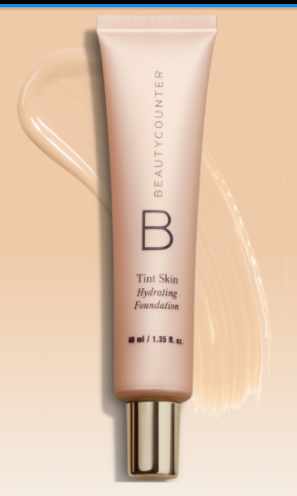 BEAUTYCOUNTER
B
Tint Skin
Hydrating
Foundation
40 ml / 1.35 fl. oz.